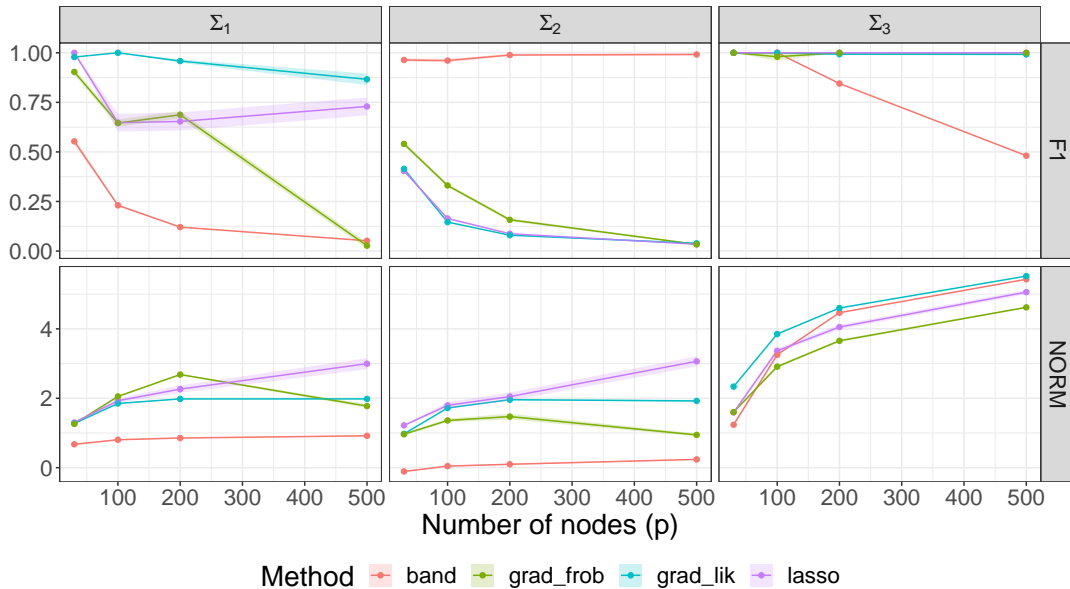 Σ1 Σ2 Σ3
1.00
0.75
0.50
0.25
0.00
F1
4
2
0
NORM
100 200 300 400 500 100 200 300 400 500 100 200 300 400 500
Number of nodes (p)
Method band grad_frob grad_lik lasso